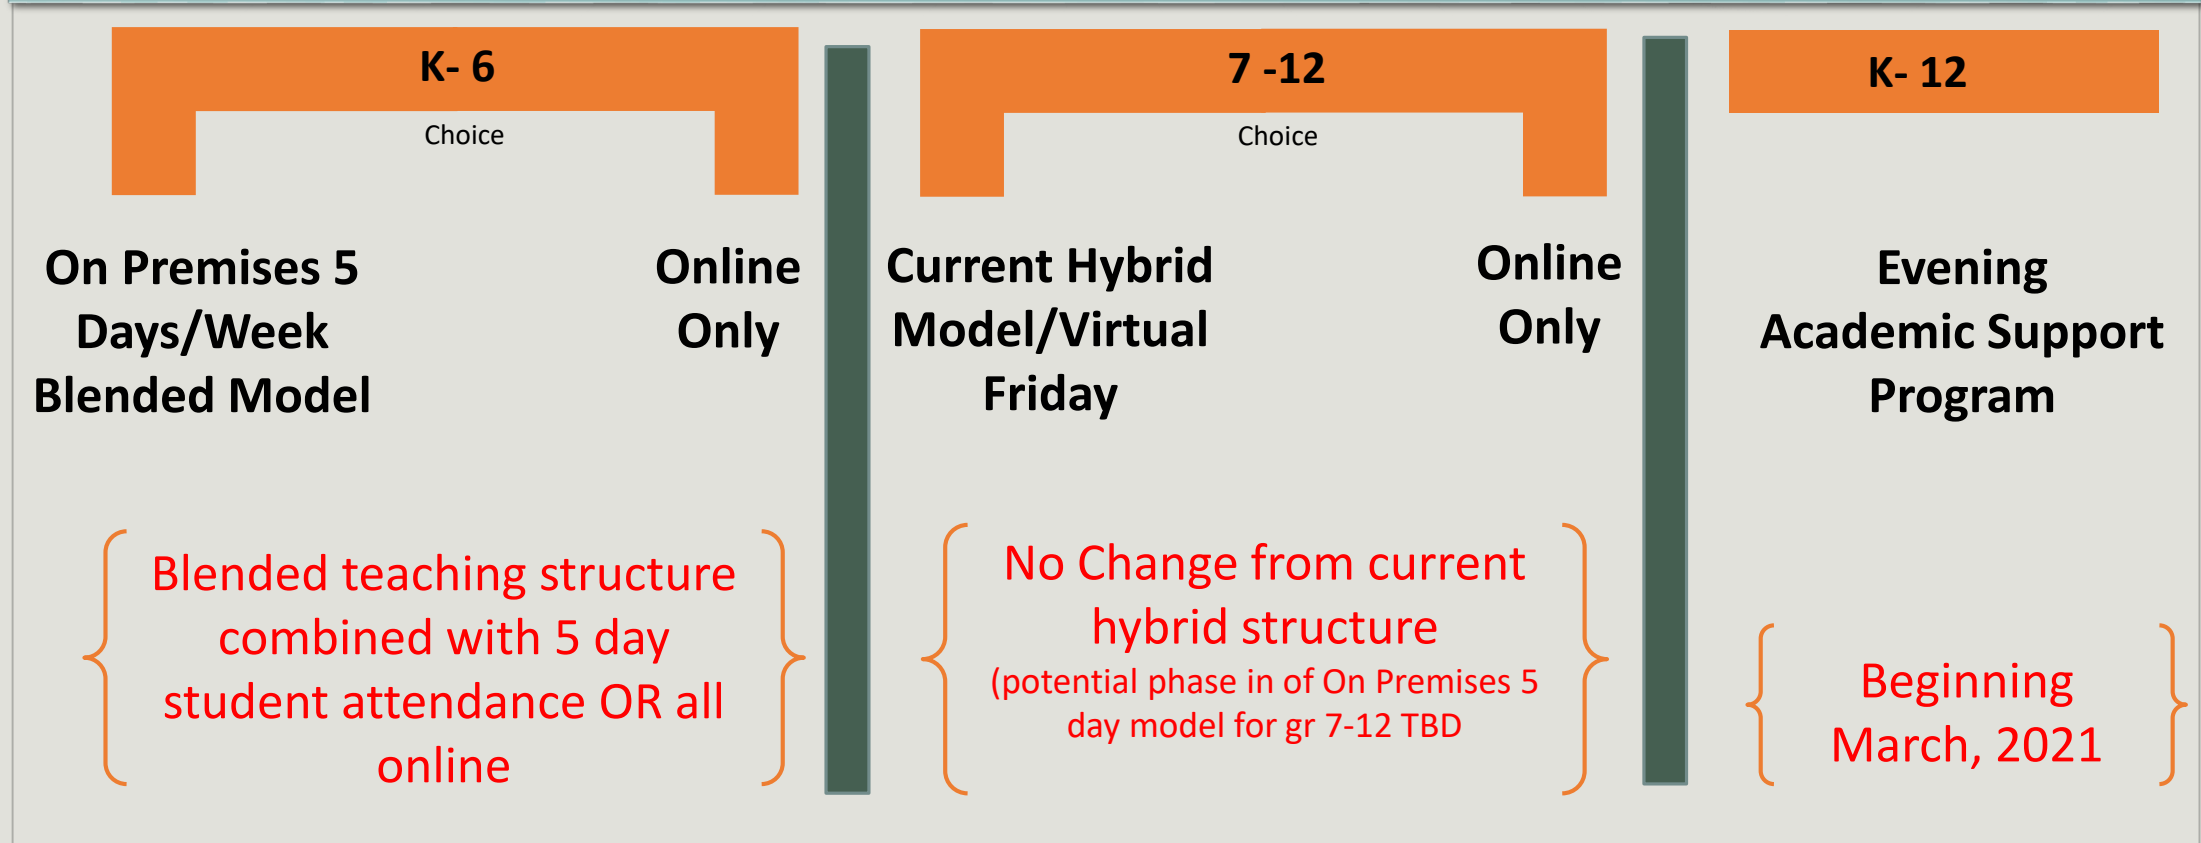 K- 6
Choice
On Premises 5
Days/Week
Blended Model
Online
Only
Blended teaching structure
combined with 5 day
student attendance OR all
online
7 -12
Choice
Current Hybrid
Model/Virtual
Friday
Online
Only
No Change from current
hybrid structure
(potential phase in of On Premises 5
day model for gr 7-12 TBD
K- 12
Evening
Academic Support
Program
Beginning
March, 2021